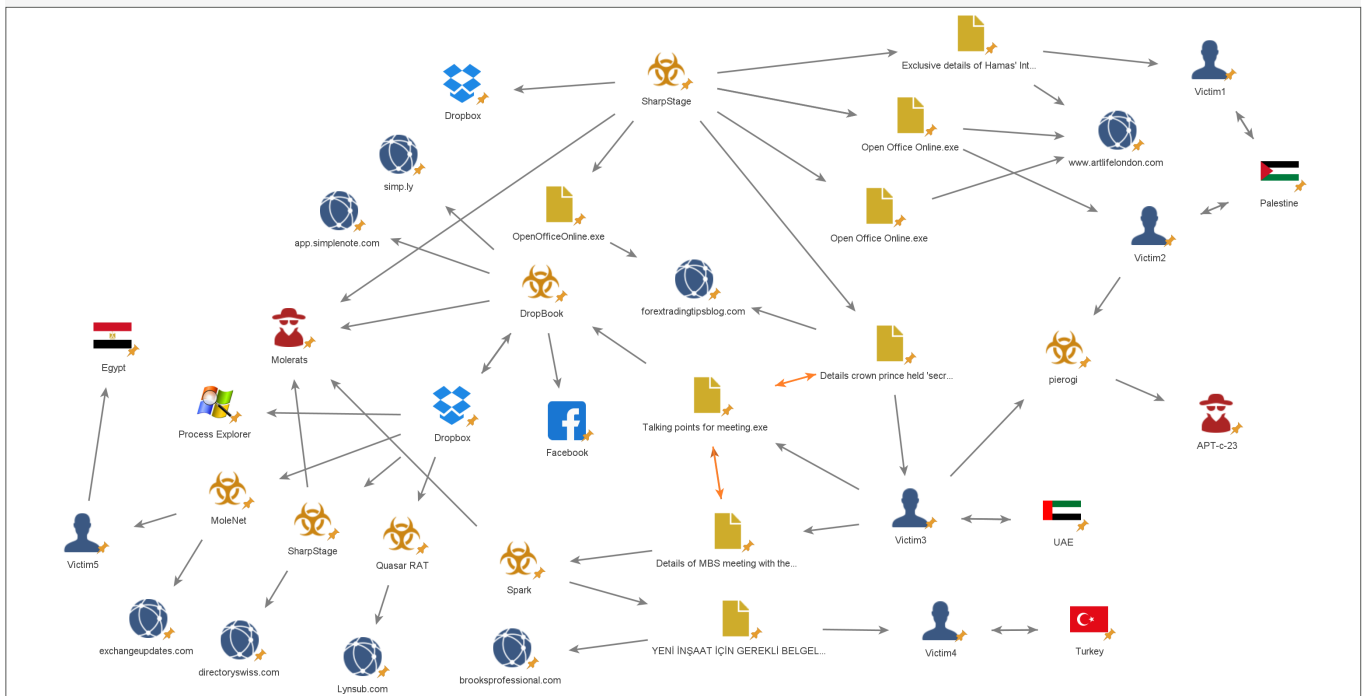 Exclusive details of Hamas' Int...
Victim1
SharpStage
Dropbox
Open Office Online.exe
www.artlifelondon.com
simp.ly
Palestine
OpenOfficeOnline.exe
Open Office Online.exe
app.simplenote.com
Victim2
DropBook
forextradingtipsblog.com
Molerats
Egypt
Details crown prince held 'secr...
pierogi
Process Explorer
Dropbox
Talking points for meeting.exe
Facebook
APT-c-23
MoleNet
Victim3
UAE
SharpStage
Victim5
Quasar RAT
Details of MBS meeting with the...
Spark
exchangeupdates.com
YENİ İNŞAAT İÇİN GEREKLİ BELGEL...
Victim4
Turkey
directoryswiss.com
brooksprofessional.com
Lynsub.com